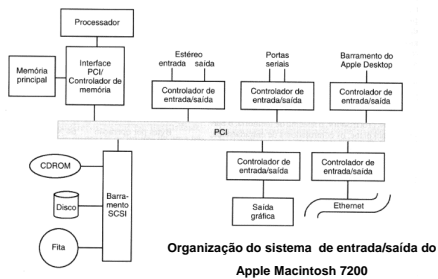 Processador
Memória
principal
Interface
PCI/
Controlador de
memória
Estéreo
entrada saída
Controlador de
entrada/saída
Portas
seriais
Controlador de
entrada/saída
Barramento do
Apple Desktop
Controlador de
entrada/saída
PCI
CDROM
Disco
Fita
Barra-
mento
SCSI
Controlador de
entrada/saída
Saída
gráfica
Controlador de
entrada/saída
Ethernet
Organização do sistema de entrada/saída do
Apple Macintosh 7200